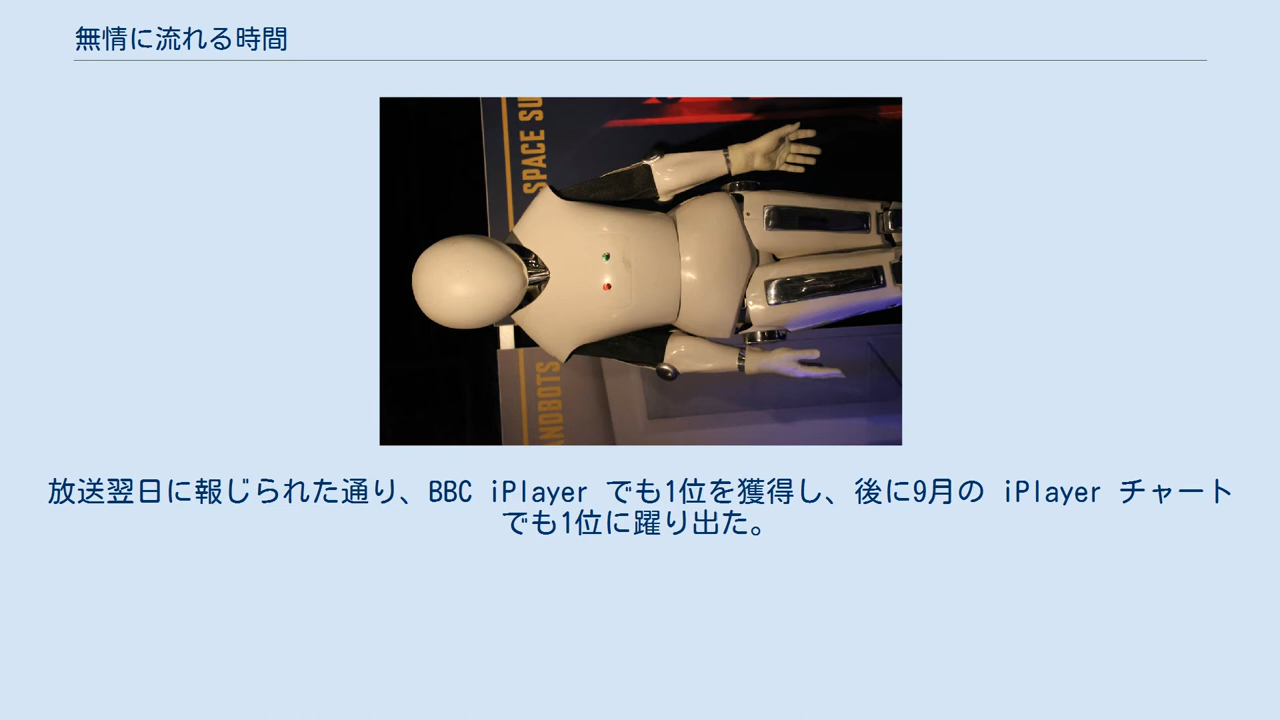 無情に流れる時間
SPACE SU
ANDBOTS
放送翌日に報じられた通り、BBC iPlayer でも1位を獲得し、後に9月の iPlayer チャート
でも1位に躍り出た。